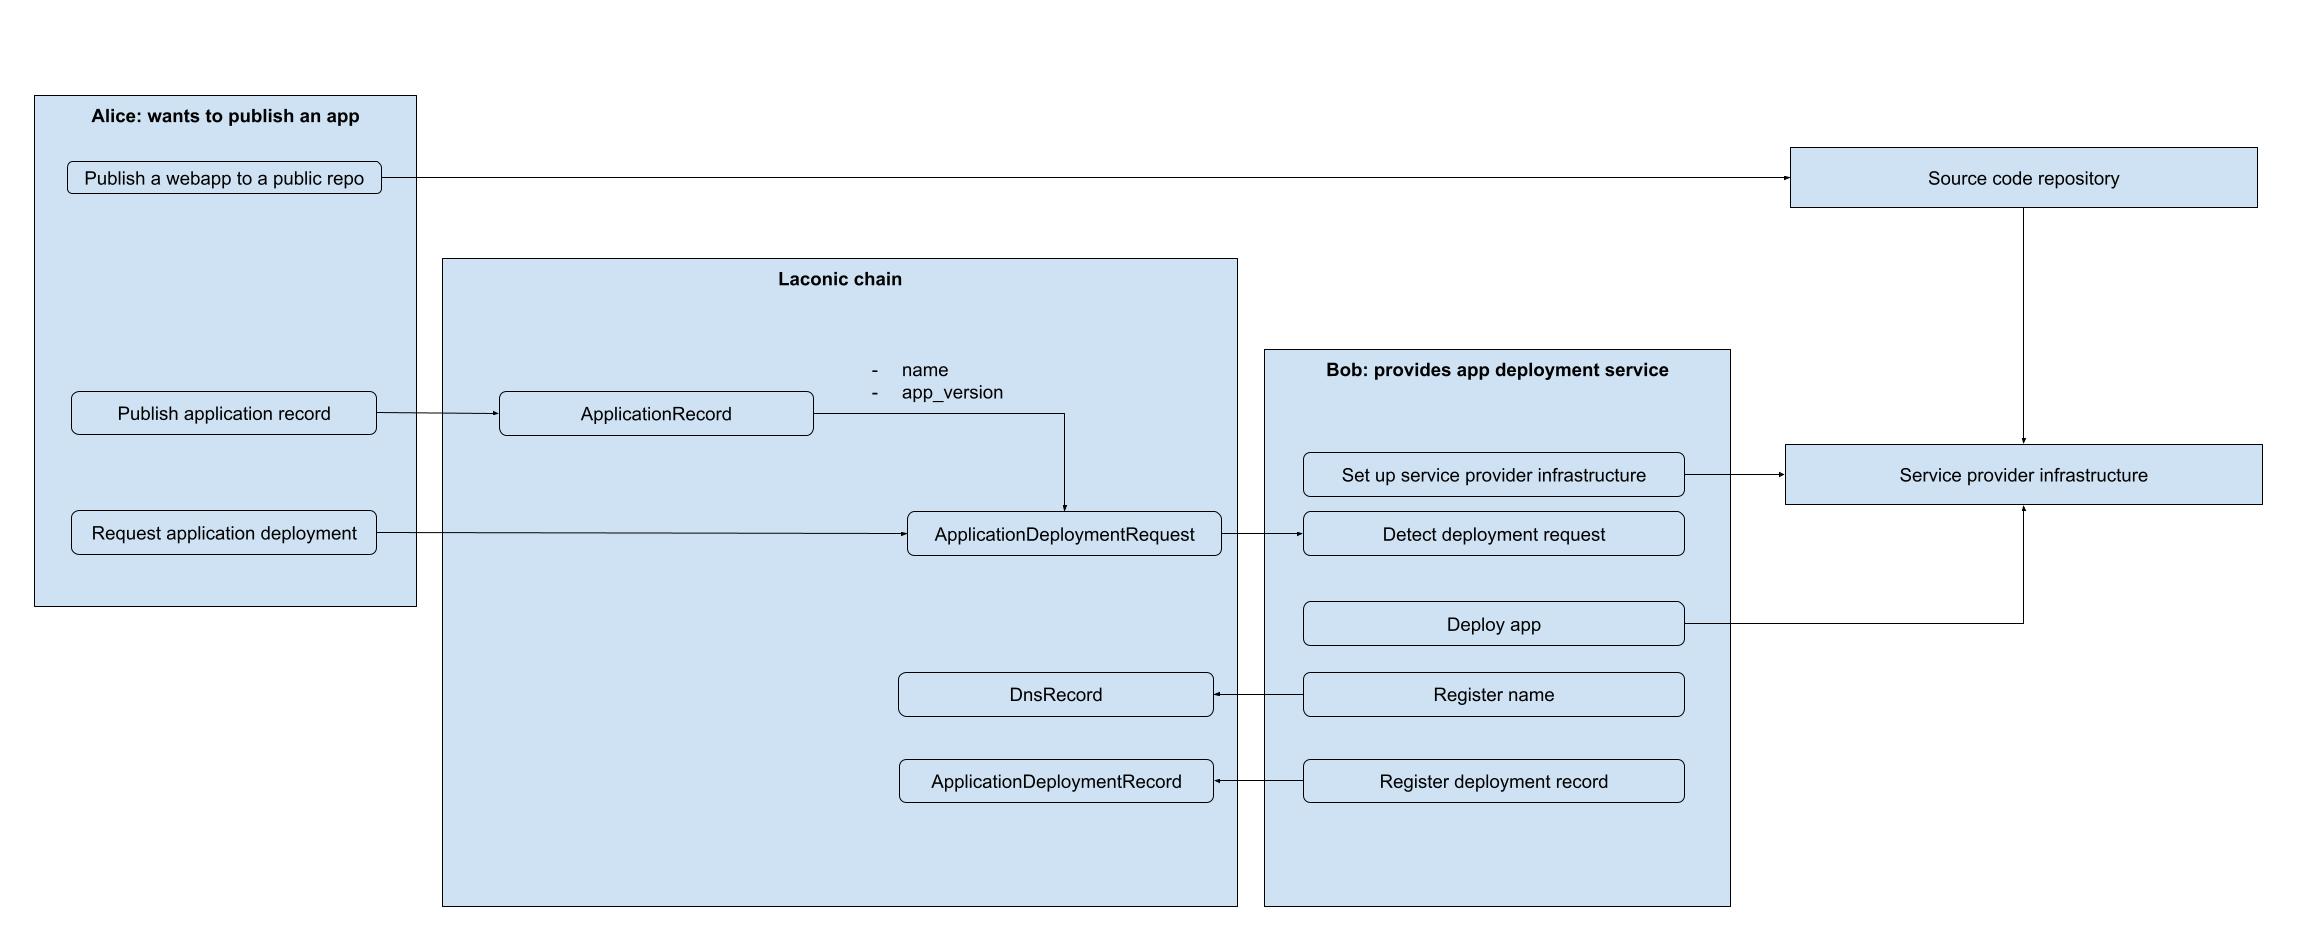 Alice: wants to publish an app
Publish a webapp to a public repo
Source code repository
Laconic chain
- name
- app_version
Bob: provides app deployment service
Publish application record
ApplicationRecord
Set up service provider infrastructure
Service provider infrastructure
Request application deployment
ApplicationDeploymentRequest
Detect deployment request
Deploy app
DnsRecord
Register name
ApplicationDeploymentRecord
Register deployment record